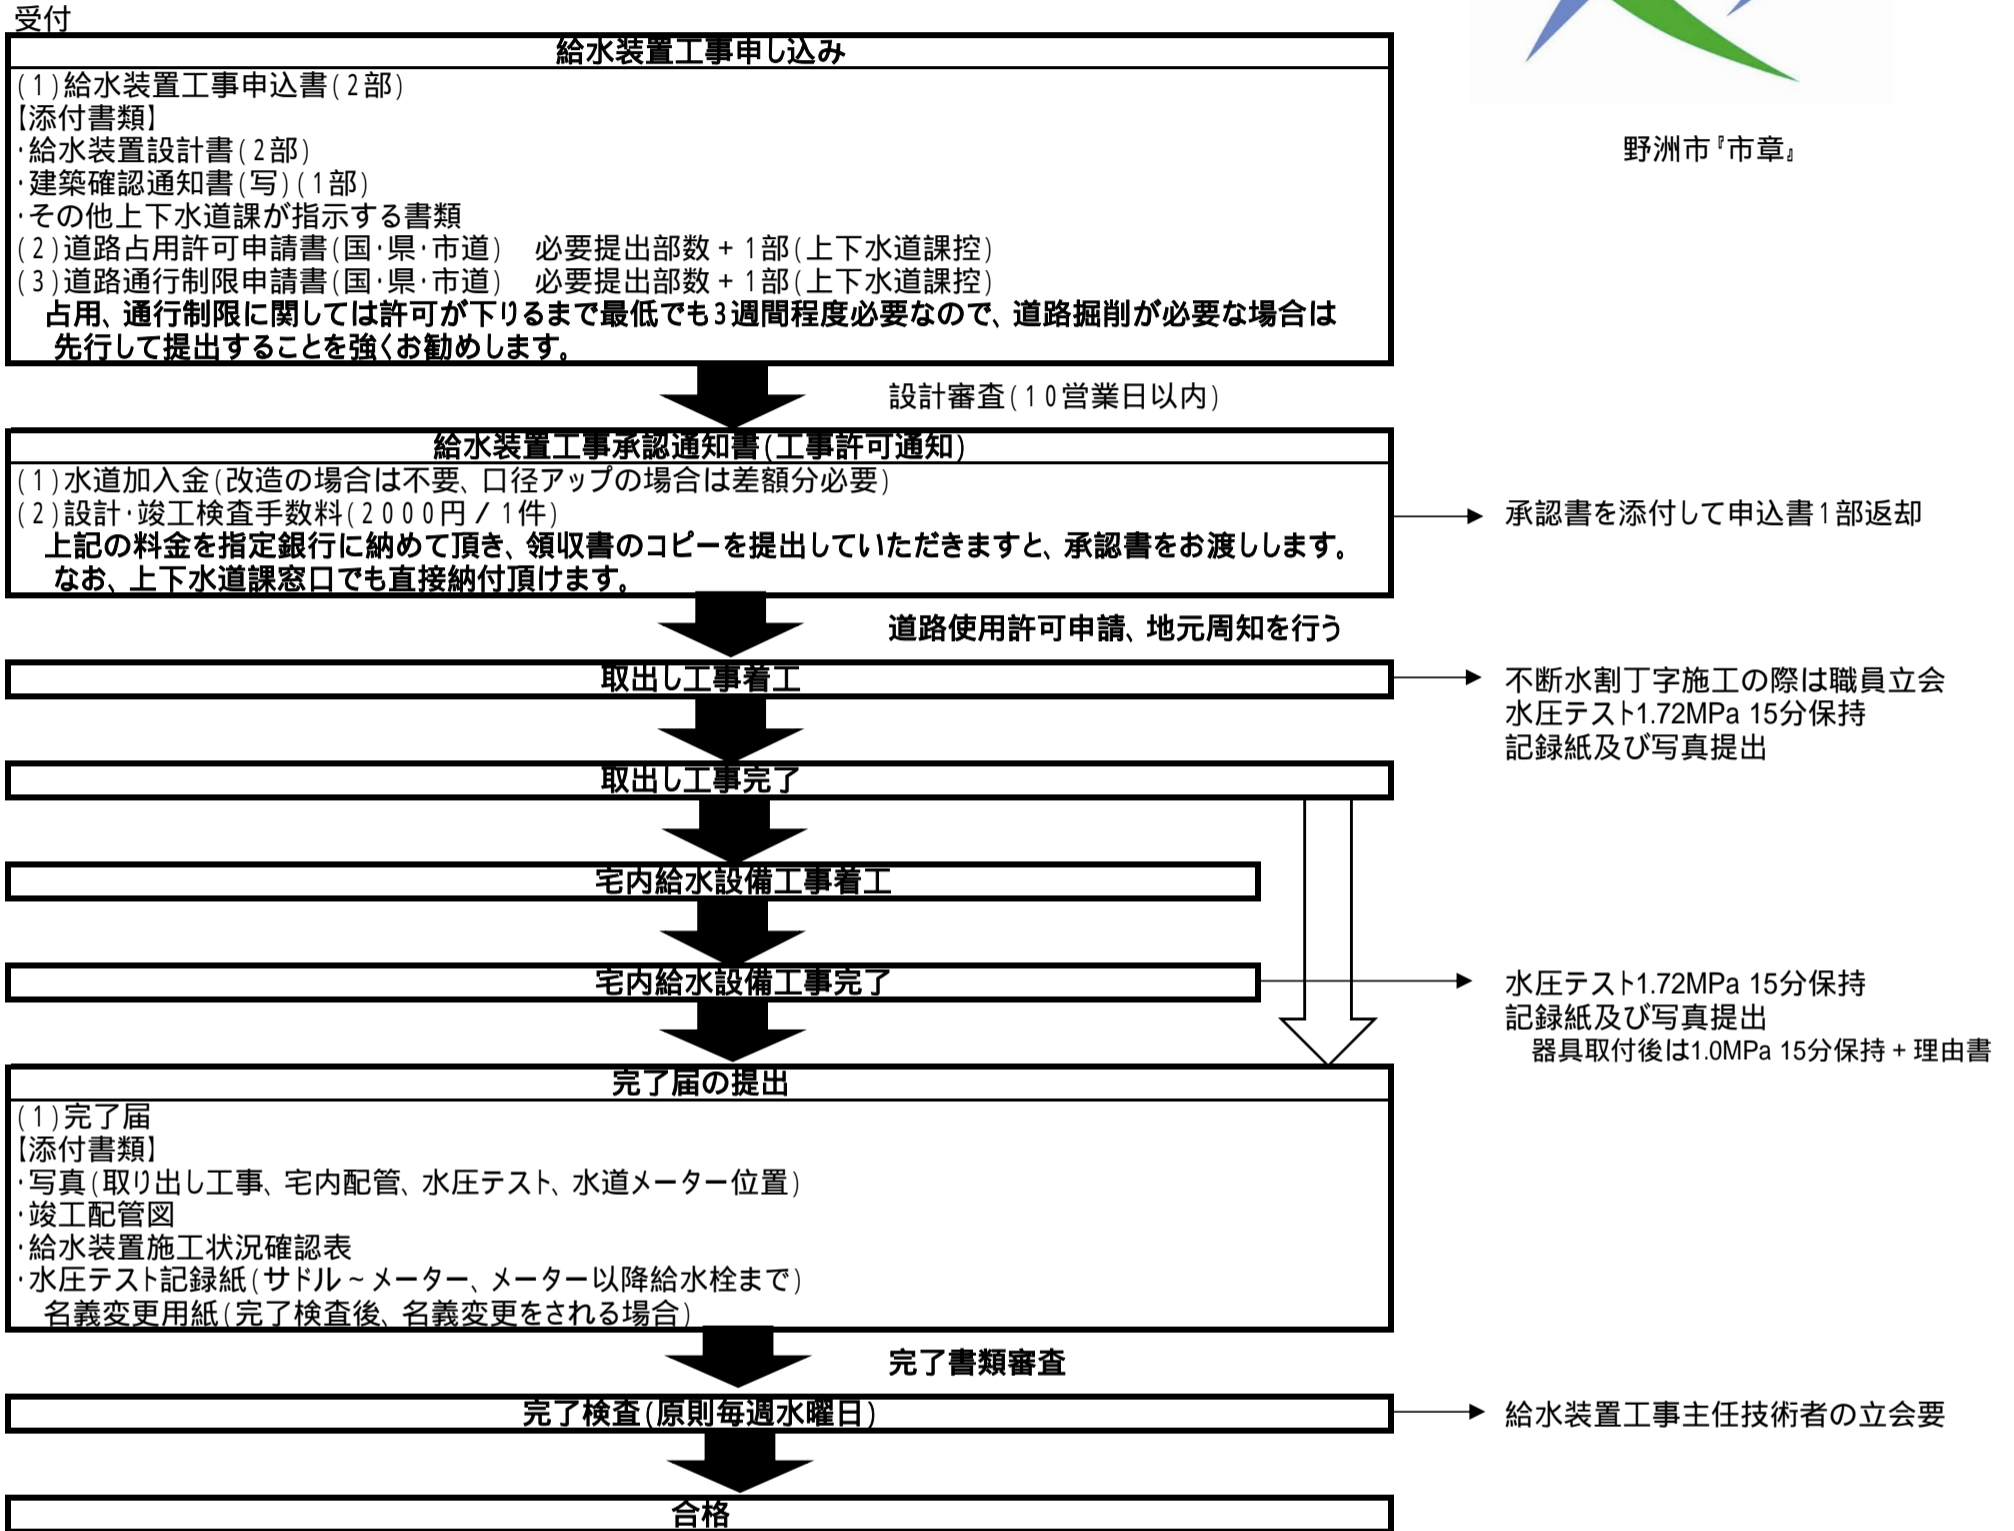 受付
給水装置工事申し込み
(1)給水装置工事申込書(2部)
【添付書類】
・給水装置設計書(2部)
・建築確認通知書(写)(1部)
・その他上下水道課が指示する書類
(2)道路占用許可申請書(国・県・市道)　必要提出部数+1部(上下水道課控)
(3)道路通行制限申請書(国・県・市道)　必要提出部数+1部(上下水道課控)
占用、通行制限に関しては許可が下りるまで最低でも3週間程度必要なので、道路掘削が必要な場合は
先行して提出することを強くお勧めします。
野洲市『市章』
設計審査(10営業日以内)
給水装置工事承認通知書(工事許可通知)
(1)水道加入金(改造の場合は不要、口径アップの場合は差額分必要)
(2)設計・竣工検査手数料(2000円/1件)
上記の料金を指定銀行に納めて頂き、領収書のコピーを提出していただきますと、承認書をお渡しします。
なお、上下水道課窓口でも直接納付頂けます。
承認書を添付して申込書1部返却
道路使用許可申請、地元周知を行う
取出し工事着工
不断水割丁字施工の際は職員立会
水圧テスト1.72MPa 15分保持
記録紙及び写真提出
取出し工事完了
宅内給水設備工事着工
宅内給水設備工事完了
水圧テスト1.72MPa 15分保持
記録紙及び写真提出
器具取付後は1.0MPa 15分保持+理由書
完了届の提出
(1)完了届
【添付書類】
・写真(取り出し工事、宅内配管、水圧テスト、水道メーター位置)
・竣工配管図
・給水装置施工状況確認表
・水圧テスト記録紙(サドル~メーター、メーター以降給水栓まで)
名義変更用紙(完了検査後、名義変更をされる場合)
完了書類審査
完了検査(原則毎週水曜日)
給水装置工事主任技術者の立会要
合格